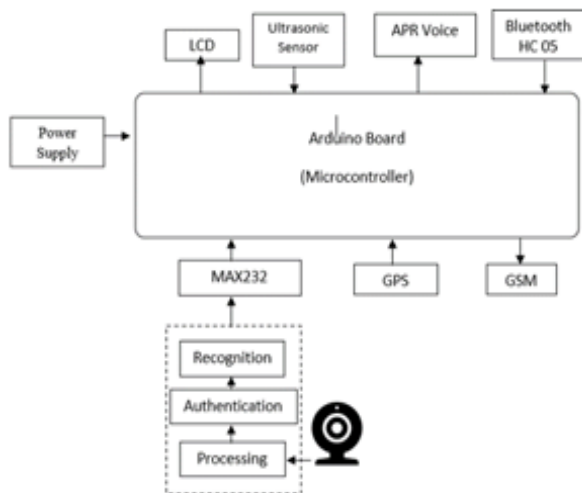 LCD
Ultrasonic
Sensor
APR Voice
Bluetooth
HC 05
Power
Supply
Arduino Board
(Microcontroller)
MAX232
GPS
GSM
Recognition
Authentication
Processing